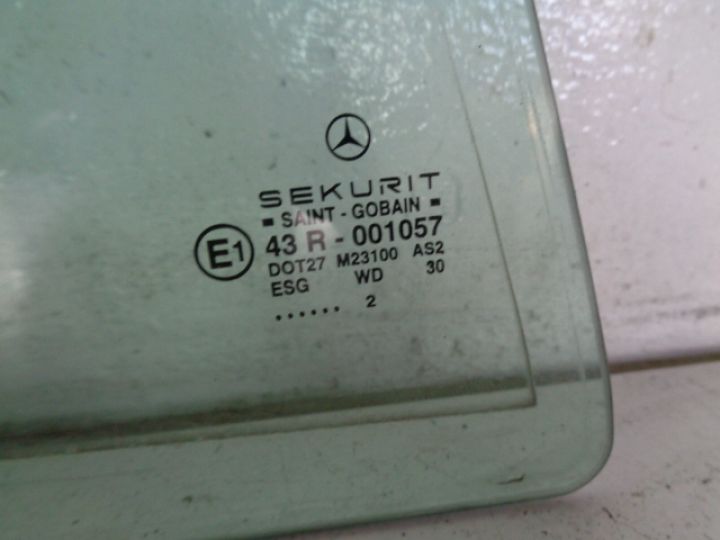 SEKURIT
▪ SAINT - GOBAIN ▪
E1 43 R - 001057
DOT27 M23100 AS2
ESG WD 30
...... 2